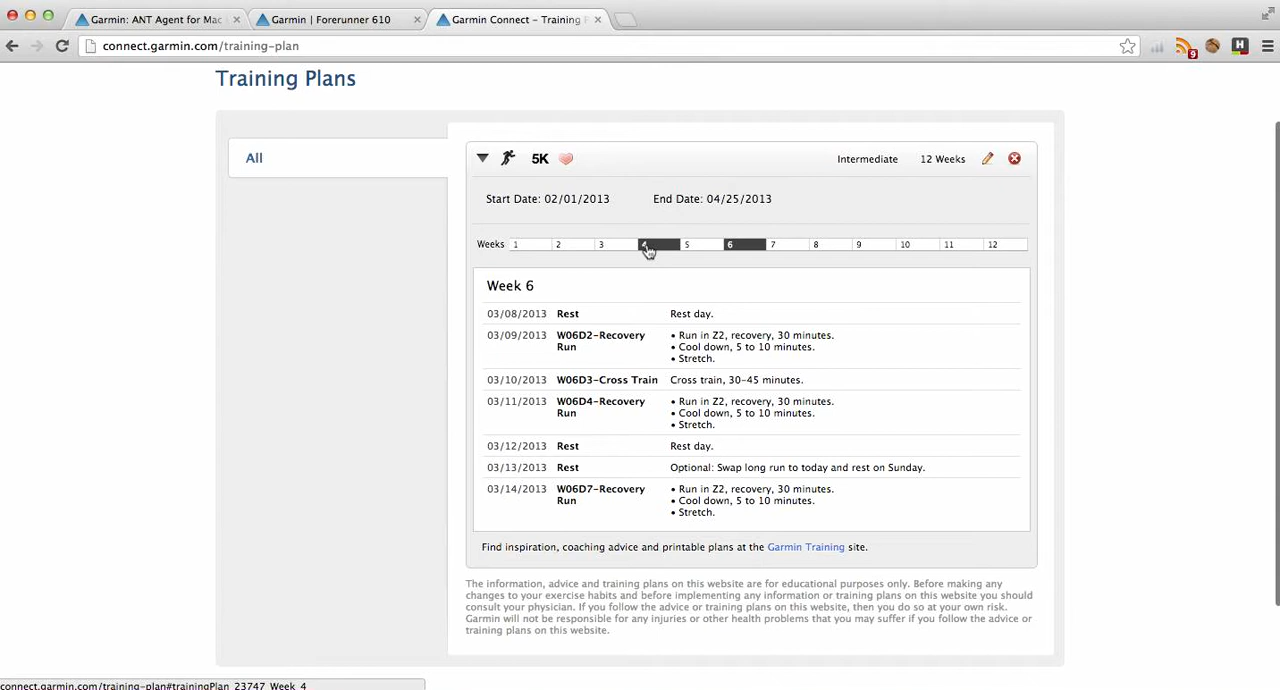 Garmin: ANT Agent for Mac
Garmin | Forerunner 610
Garmin Connect – Training P
connect.garmin.com/training-plan
9
H
Training Plans
All
5K
Intermediate
12 Weeks
Start Date: 02/01/2013
End Date: 04/25/2013
Weeks 1 2 3 4 5 6 7 8 9 10 11 12
Week 6
03/08/2013 Rest Rest day.
03/09/2013 W06D2-Recovery • Run in Z2, recovery, 30 minutes.
Run • Cool down, 5 to 10 minutes.
• Stretch.
03/10/2013 W06D3-Cross Train Cross train, 30-45 minutes.
03/11/2013 W06D4-Recovery • Run in Z2, recovery, 30 minutes.
Run • Cool down, 5 to 10 minutes.
• Stretch.
03/12/2013 Rest Rest day.
03/13/2013 Rest Optional: Swap long run to today and rest on Sunday.
03/14/2013 W06D7-Recovery • Run in Z2, recovery, 30 minutes.
Run • Cool down, 5 to 10 minutes.
• Stretch.
Find inspiration, coaching advice and printable plans at the Garmin Training site.
The information, advice and training plans on this website are for educational purposes only. Before making any
changes to your exercise habits and before implementing any information or training plans on this website you should
consult your physician. If you follow the advice or training plans on this website, then you do so at your own risk.
Garmin will not be responsible for any injuries or other health problems that you may suffer if you follow the advice or
training plans on this website.
connect.garmin.com/training-plan#trainingPlan_23747_Week_4